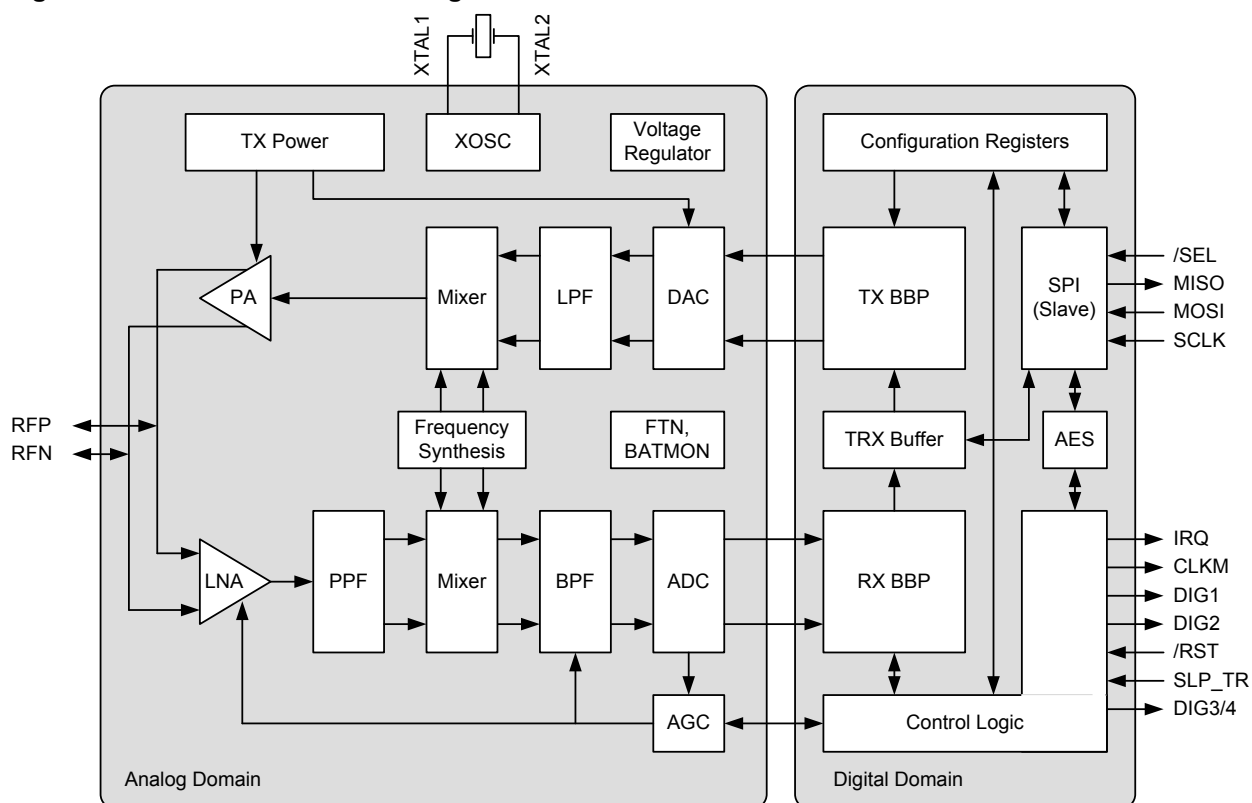 XTAL1
XTAL2
TX Power
XOSC
Voltage
Regulator
Configuration Registers
PA
Mixer
LPF
DAC
TX BBP
SPI
(Slave)
/SEL
MISO
MOSI
SCLK
RFP
RFN
Frequency
Synthesis
FTN,
BATMON
TRX Buffer
AES
LNA
PPF
Mixer
BPF
ADC
RX BBP
IRQ
CLKM
DIG1
DIG2
/RST
SLP_TR
DIG3/4
AGC
Control Logic
Analog Domain
Digital Domain